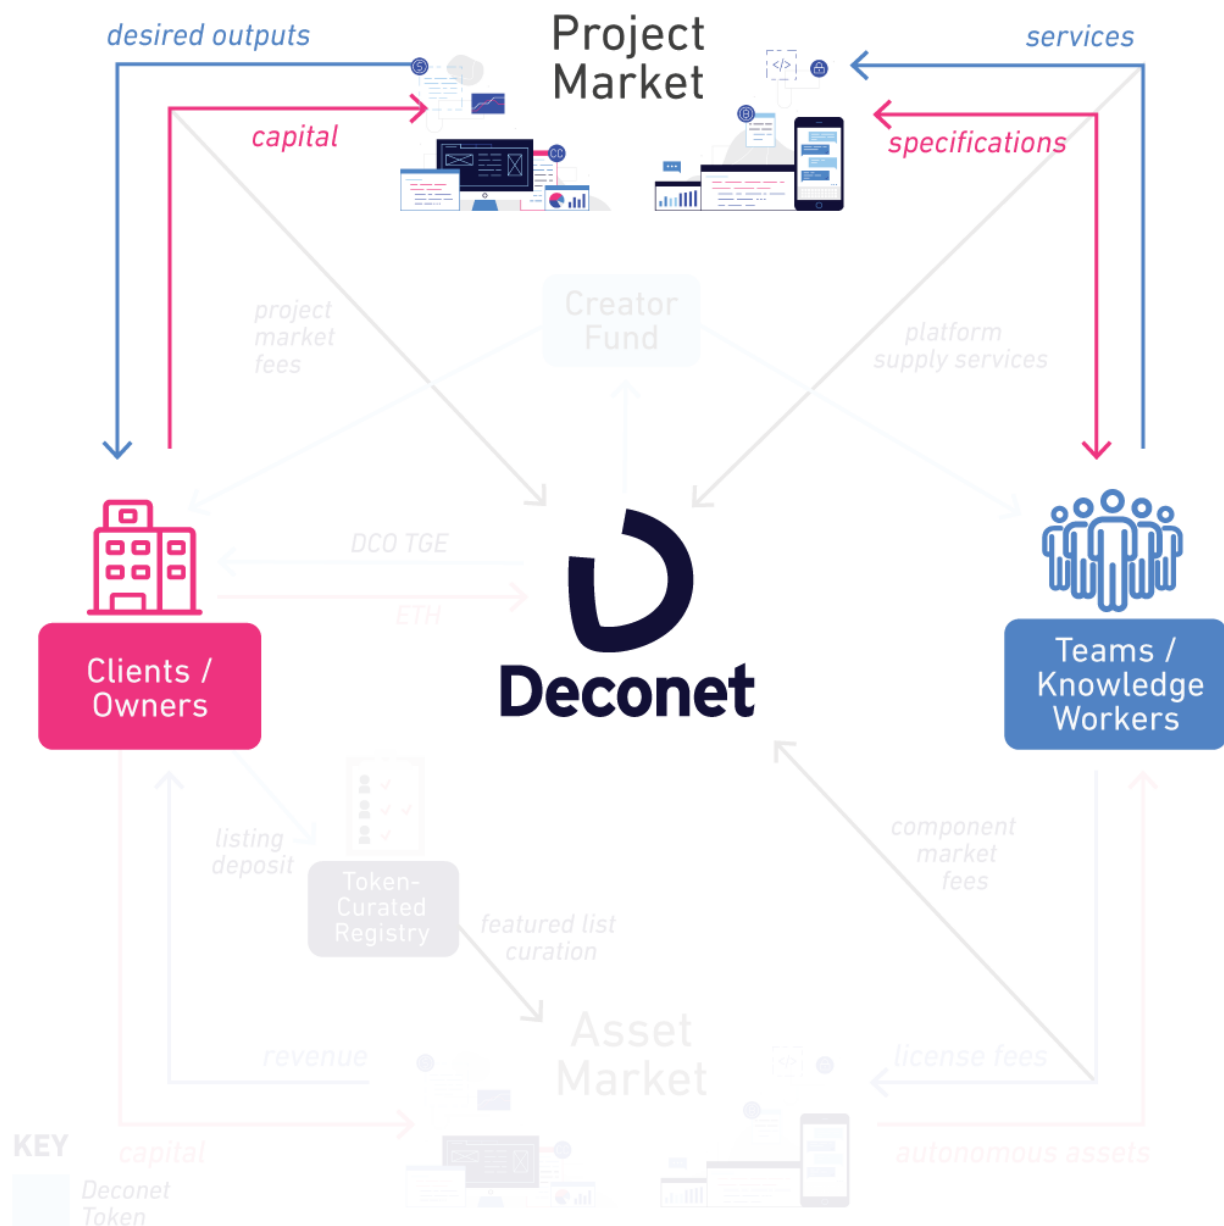 desired outputs
Project
Market
services
capital
specifications
project
market
fees
Creator
Fund
platform
supply services
DCO TGE
ETH
Deconet
Clients /
Owners
Teams /
Knowledge
Workers
listing
deposit
Token-
Curated
Registry
featured list
curation
component
market
fees
Asset
Market
revenue
license fees
capital
autonomous assets
KEY
Deconet
Token